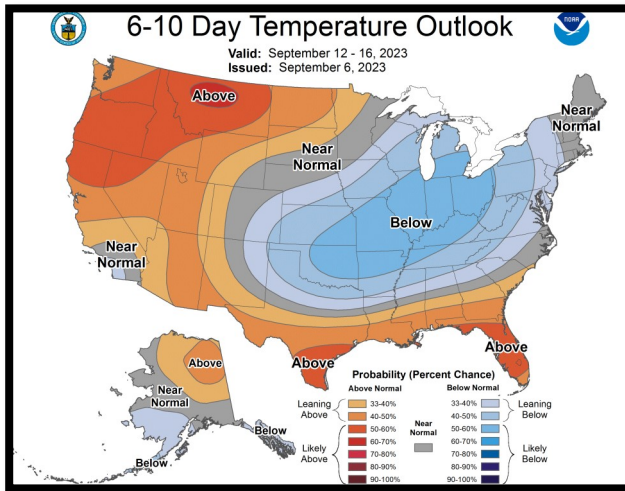 6-10 Day Temperature Outlook
Valid: September 12 - 16, 2023
Issued: September 6, 2023
NOAA
Above
Near
Normal
Near
Normal
Below
Near
Normal
Above
Above
Above
Near
Normal
Below
Below
Probability (Percent Chance)
Above Normal
Below Normal
Leaning
Above
33-40%
40-50%
Likely
Above
50-60%
60-70%
70-80%
80-90%
90-100%
Near
Normal
33-40%
40-50%
Leaning
Below
50-60%
60-70%
70-80%
80-90%
90-100%
Likely
Below